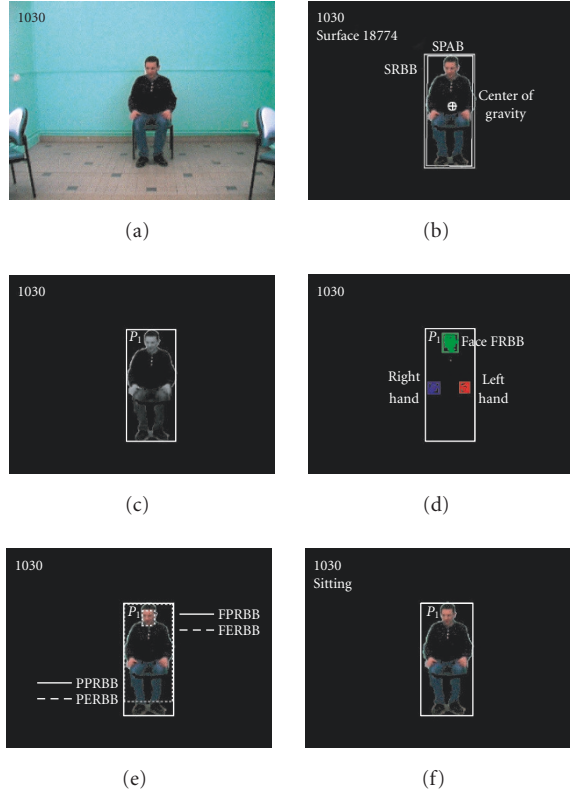 1030
(a)
1030
Surface 18774
SPAB
SRBB
Center of
gravity
(b)
1030
P1
(c)
1030
P1
Face FRBB
Right
hand
Left
hand
(d)
1030
P1
FPRBB
FERBB
PPRBB
PERBB
(e)
1030
Sitting
P1
(f)